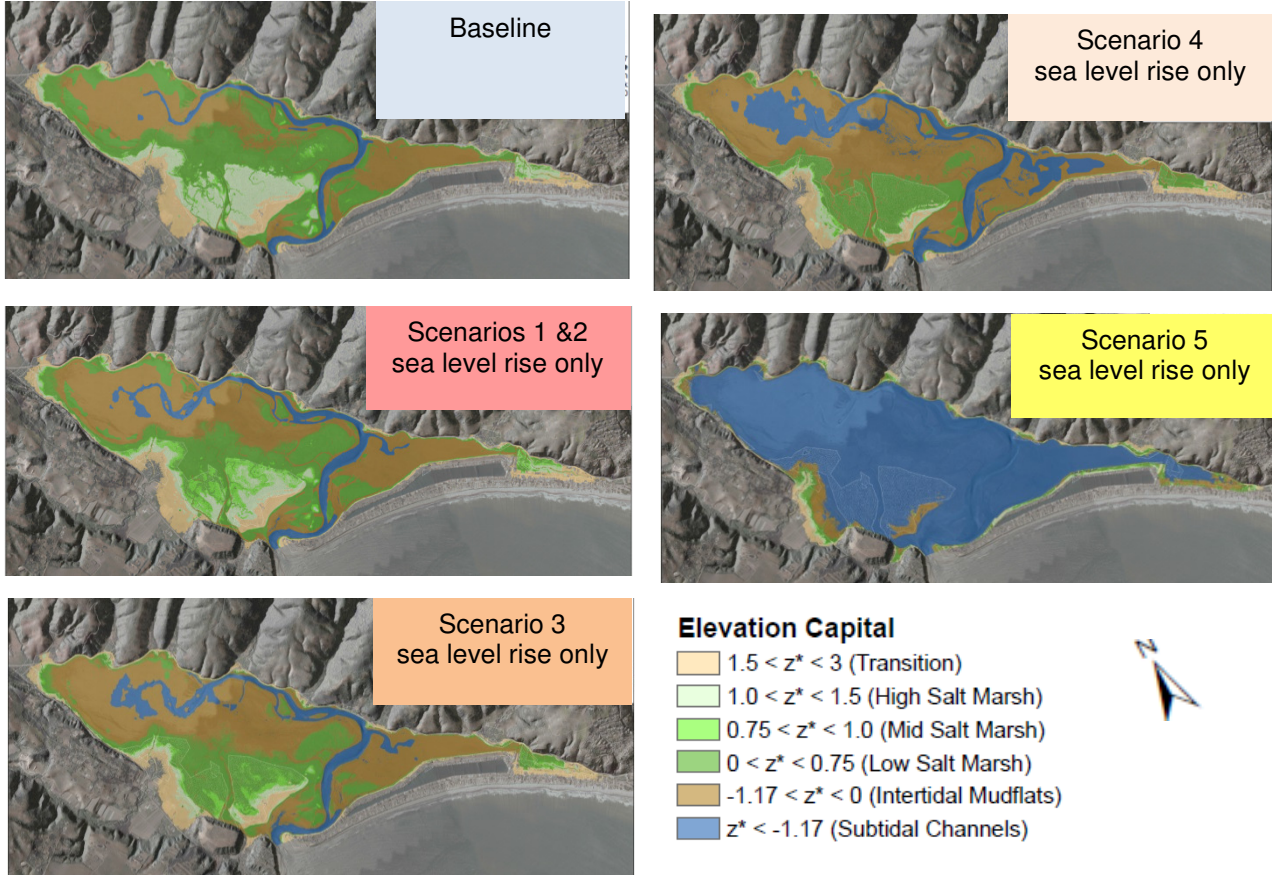 Baseline
Scenario 4
sea level rise only
Scenarios 1 &2
sea level rise only
Scenario 5
sea level rise only
Scenario 3
sea level rise only
Elevation Capital
1.5 < z* < 3 (Transition)
1.0 < z* < 1.5 (High Salt Marsh)
0.75 < z* < 1.0 (Mid Salt Marsh)
0 < z* < 0.75 (Low Salt Marsh)
-1.17 < z* < 0 (Intertidal Mudflats)
z* < -1.17 (Subtidal Channels)
N